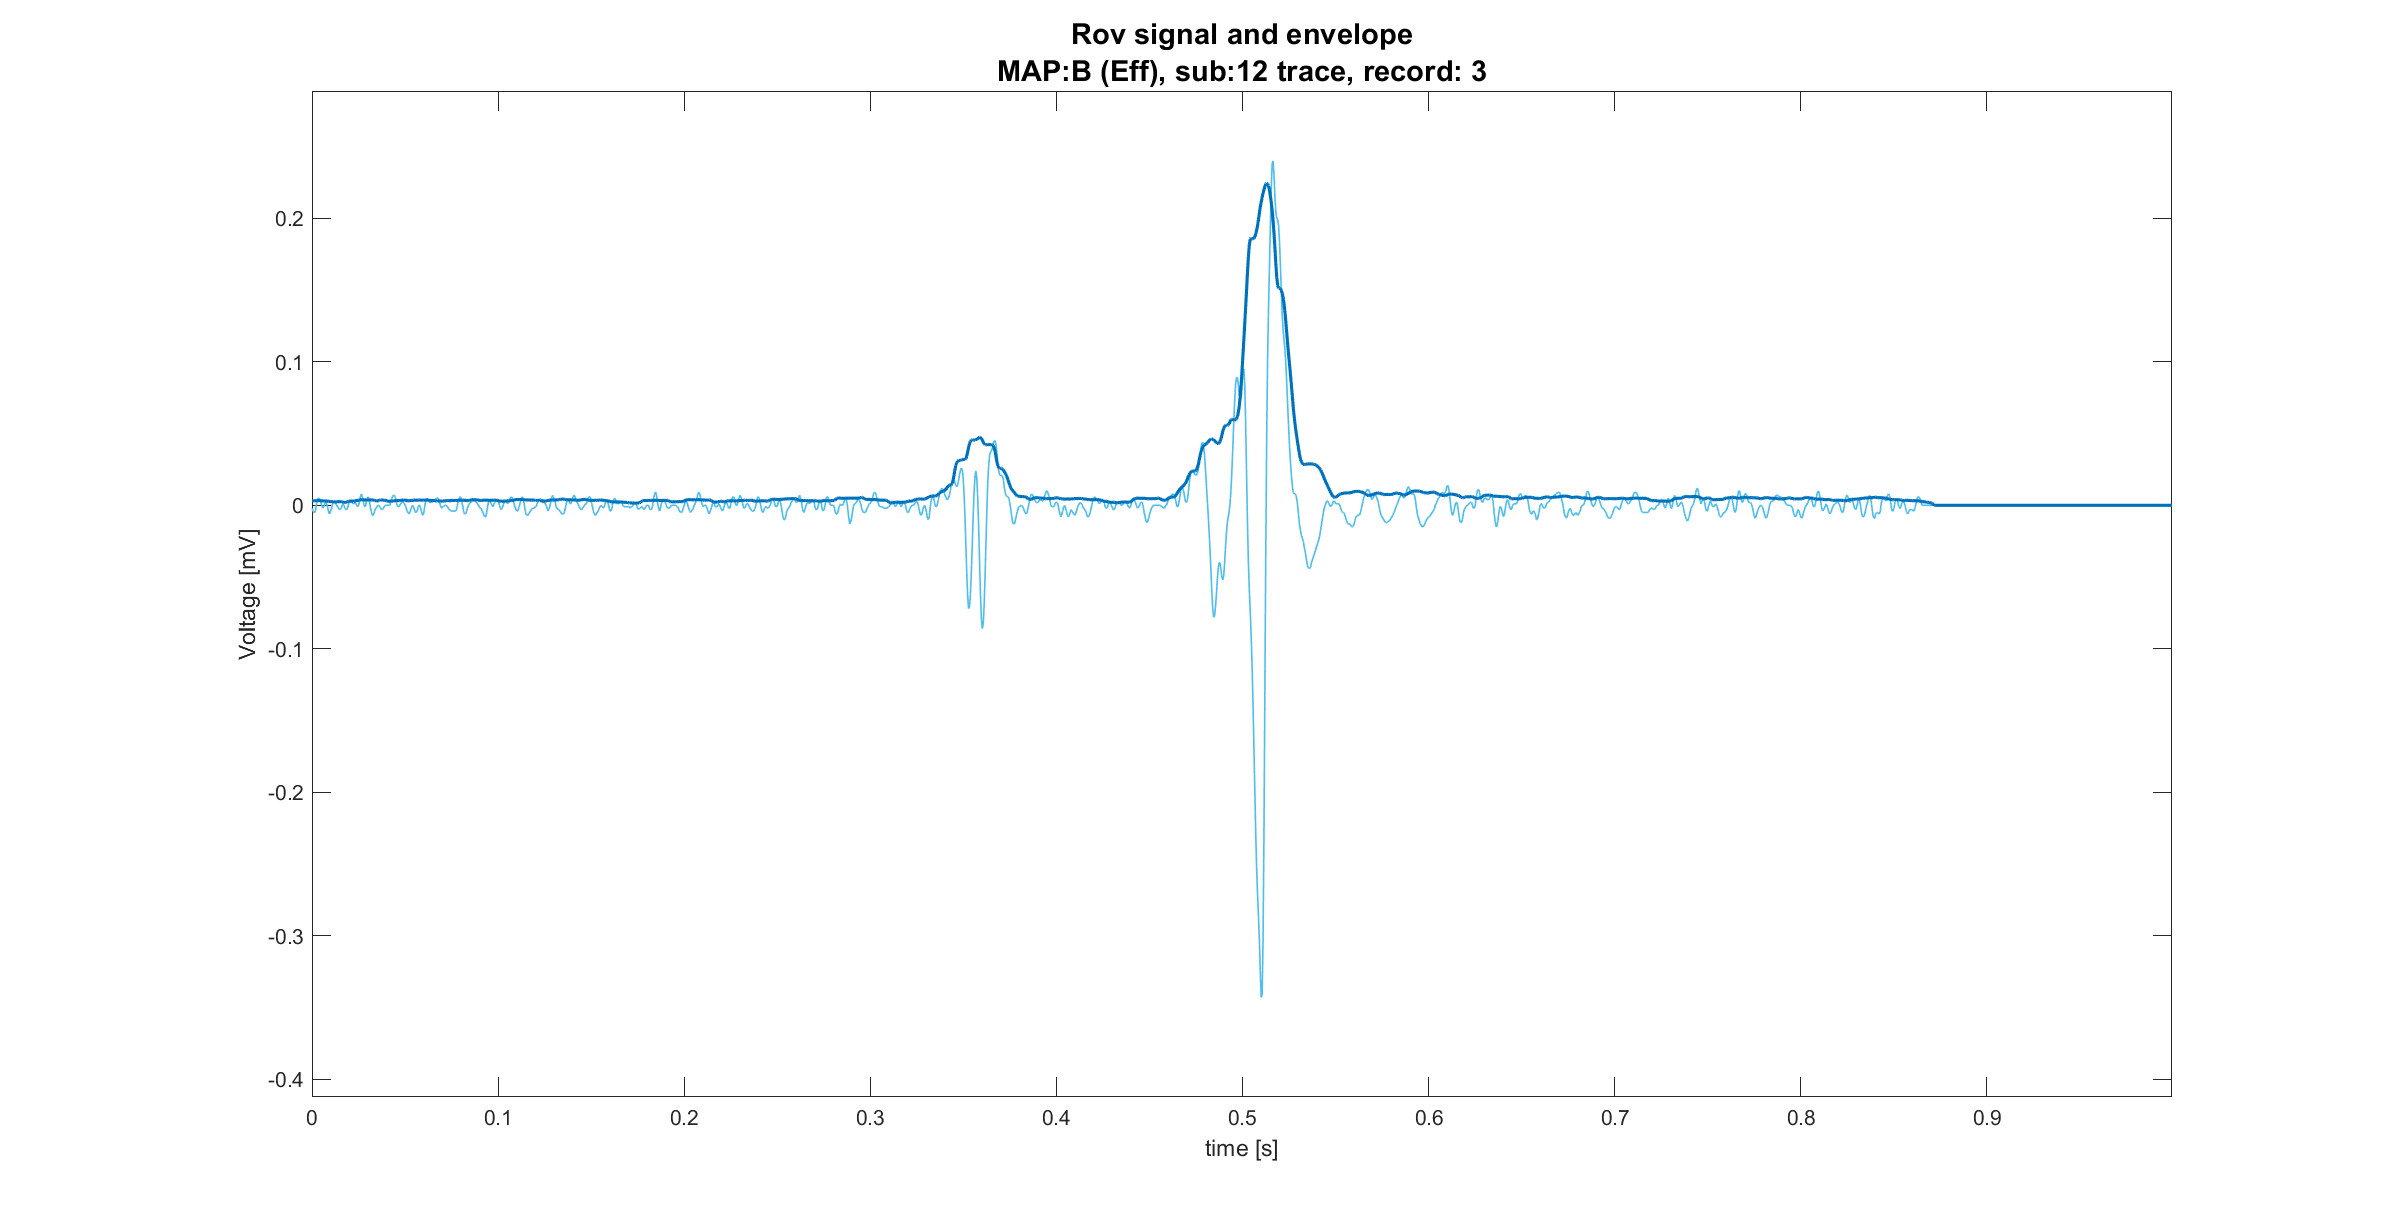 Rov signal and envelope
MAP:B (Eff), sub:12 trace, record: 3
0.2
0.1
0
-0.1
-0.2
-0.3
-0.4
Voltage [mV]
0 0.1 0.2 0.3 0.4 0.5 0.6 0.7 0.8 0.9
time [s]